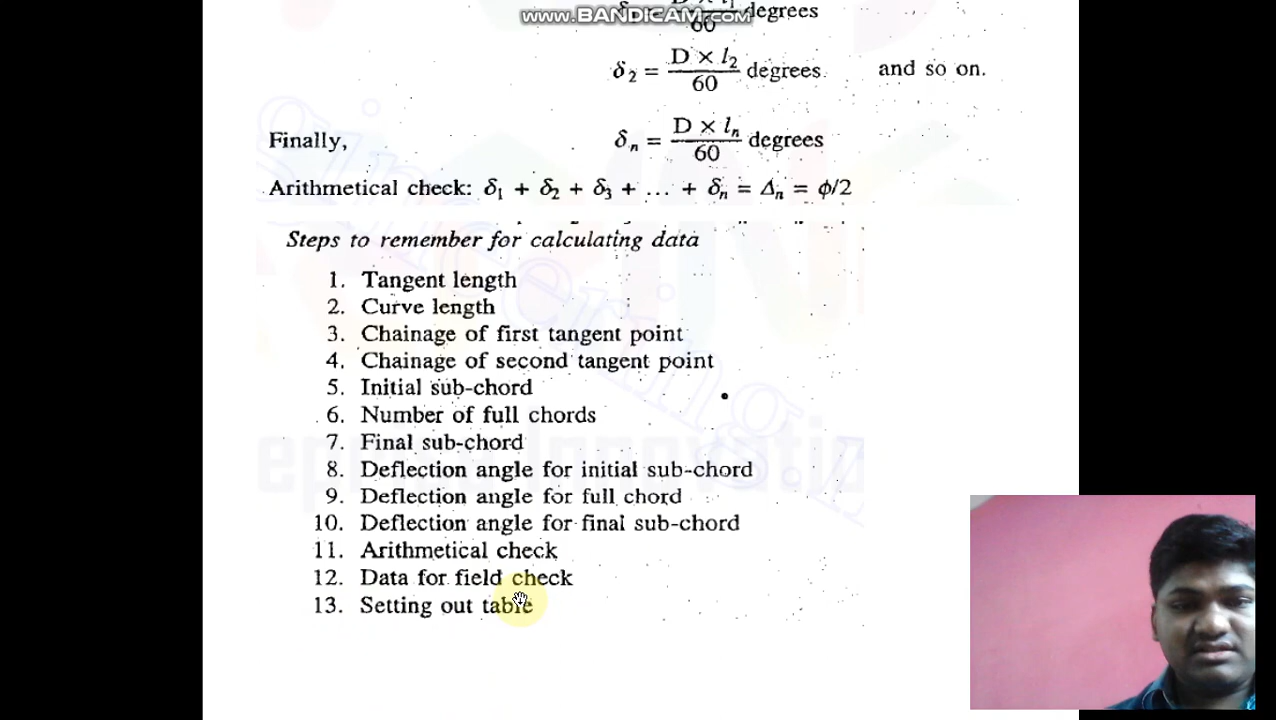 www.BANDICAM.com
60 degrees
δ₂ = D × l₂ / 60 degrees and so on.
Finally, δₙ = D × lₙ / 60 degrees
Arithmetical check: δ₁ + δ₂ + δ₃ + ... + δₙ = Δₙ = φ/2
Steps to remember for calculating data
1. Tangent length
2. Curve length
3. Chainage of first tangent point
4. Chainage of second tangent point
5. Initial sub-chord
6. Number of full chords
7. Final sub-chord
8. Deflection angle for initial sub-chord
9. Deflection angle for full chord
10. Deflection angle for final sub-chord
11. Arithmetical check
12. Data for field check
13. Setting out table